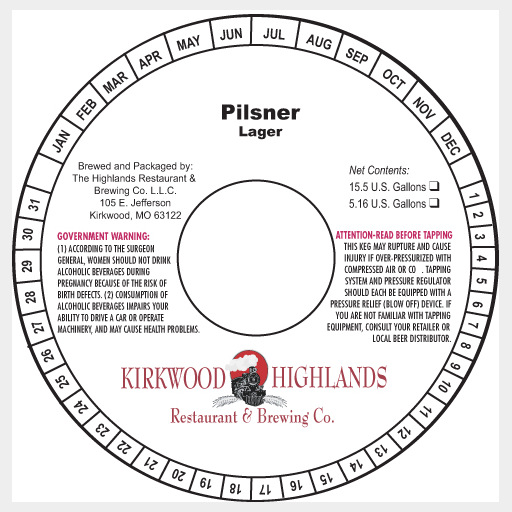 JAN
FEB
MAR
APR
MAY
JUN
JUL
AUG
SEP
OCT
NOV
DEC
1
2
3
4
5
6
7
8
9
10
11
12
13
14
15
16
17
18
19
20
21
22
23
24
25
26
27
28
29
30
31
Pilsner
Lager
Brewed and Packaged by:
The Highlands Restaurant &
Brewing Co. L.L.C.
105 E. Jefferson
Kirkwood, MO 63122
Net Contents:
15.5 U.S. Gallons
5.16 U.S. Gallons
GOVERNMENT WARNING:
(1) ACCORDING TO THE SURGEON
GENERAL, WOMEN SHOULD NOT DRINK
ALCOHOLIC BEVERAGES DURING
PREGNANCY BECAUSE OF THE RISK OF
BIRTH DEFECTS. (2) CONSUMPTION OF
ALCOHOLIC BEVERAGES IMPAIRS YOUR
ABILITY TO DRIVE A CAR OR OPERATE
MACHINERY, AND MAY CAUSE HEALTH PROBLEMS.
ATTENTION-READ BEFORE TAPPING
THIS KEG MAY RUPTURE AND CAUSE
INJURY IF OVER-PRESSURIZED WITH
COMPRESSED AIR OR CO . TAPPING
SYSTEM AND PRESSURE REGULATOR
SHOULD EACH BE EQUIPPED WITH A
PRESSURE RELIEF (BLOW OFF) DEVICE. IF
YOU ARE NOT FAMILIAR WITH TAPPING
EQUIPMENT, CONSULT YOUR RETAILER OR
LOCAL BEER DISTRIBUTOR.
KIRKWOOD HIGHLANDS
Restaurant & Brewing Co.